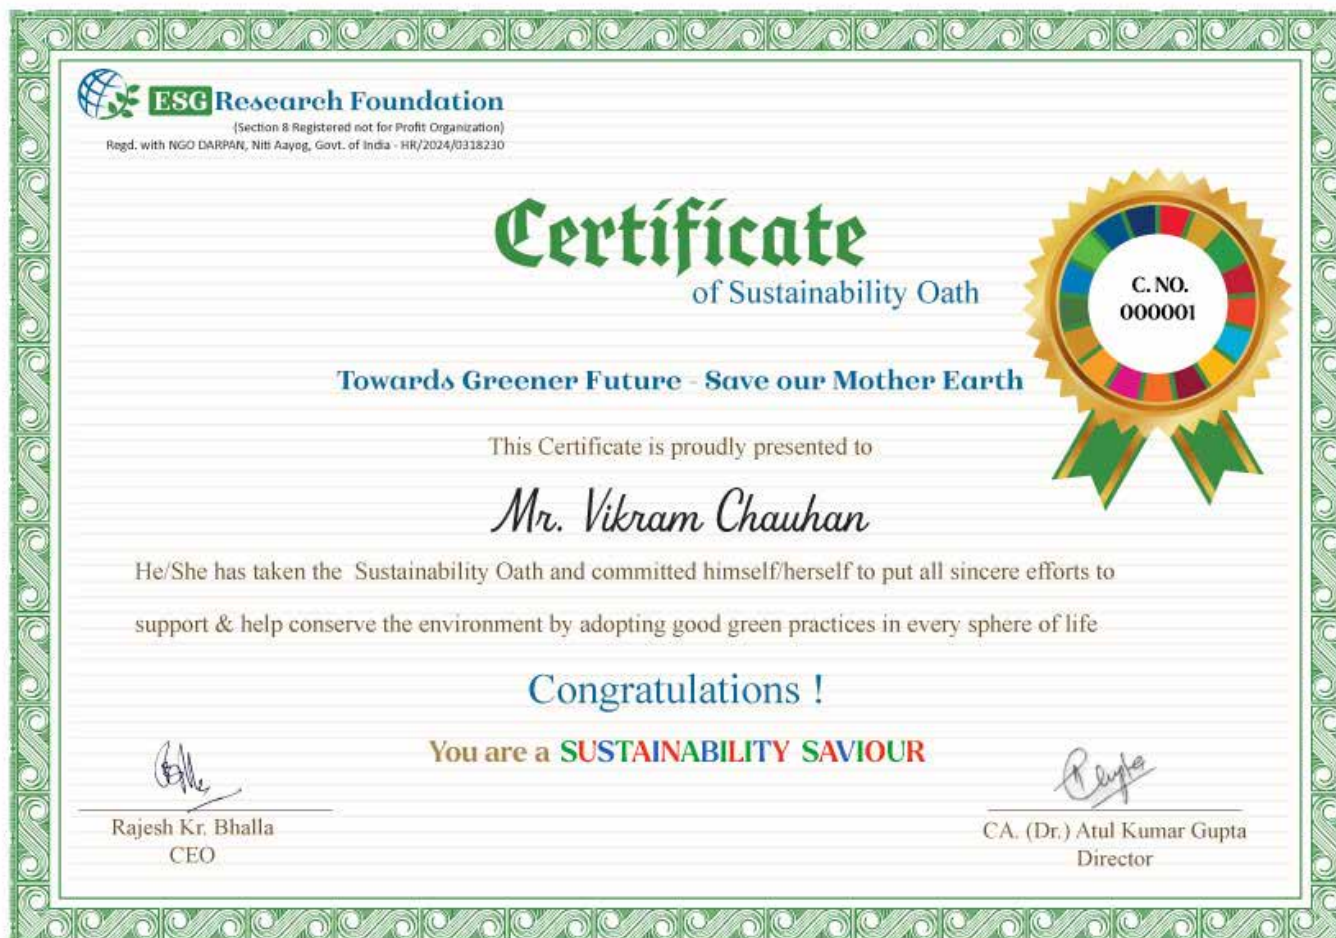 ESG Research Foundation
(Section 8 Registered not for Profit Organization)
Regd. with NGO DARPAN, Niti Aayog, Govt. of India - HR/2024/0318230
Certificate
of Sustainability Oath
C. NO.
000001
Towards Greener Future - Save our Mother Earth
This Certificate is proudly presented to
Mr. Vikram Chauhan
He/She has taken the Sustainability Oath and committed himself/herself to put all sincere efforts to
support & help conserve the environment by adopting good green practices in every sphere of life
Congratulations !
You are a SUSTAINABILITY SAVIOUR
Rajesh Kr. Bhalla
CEO
CA. (Dr.) Atul Kumar Gupta
Director